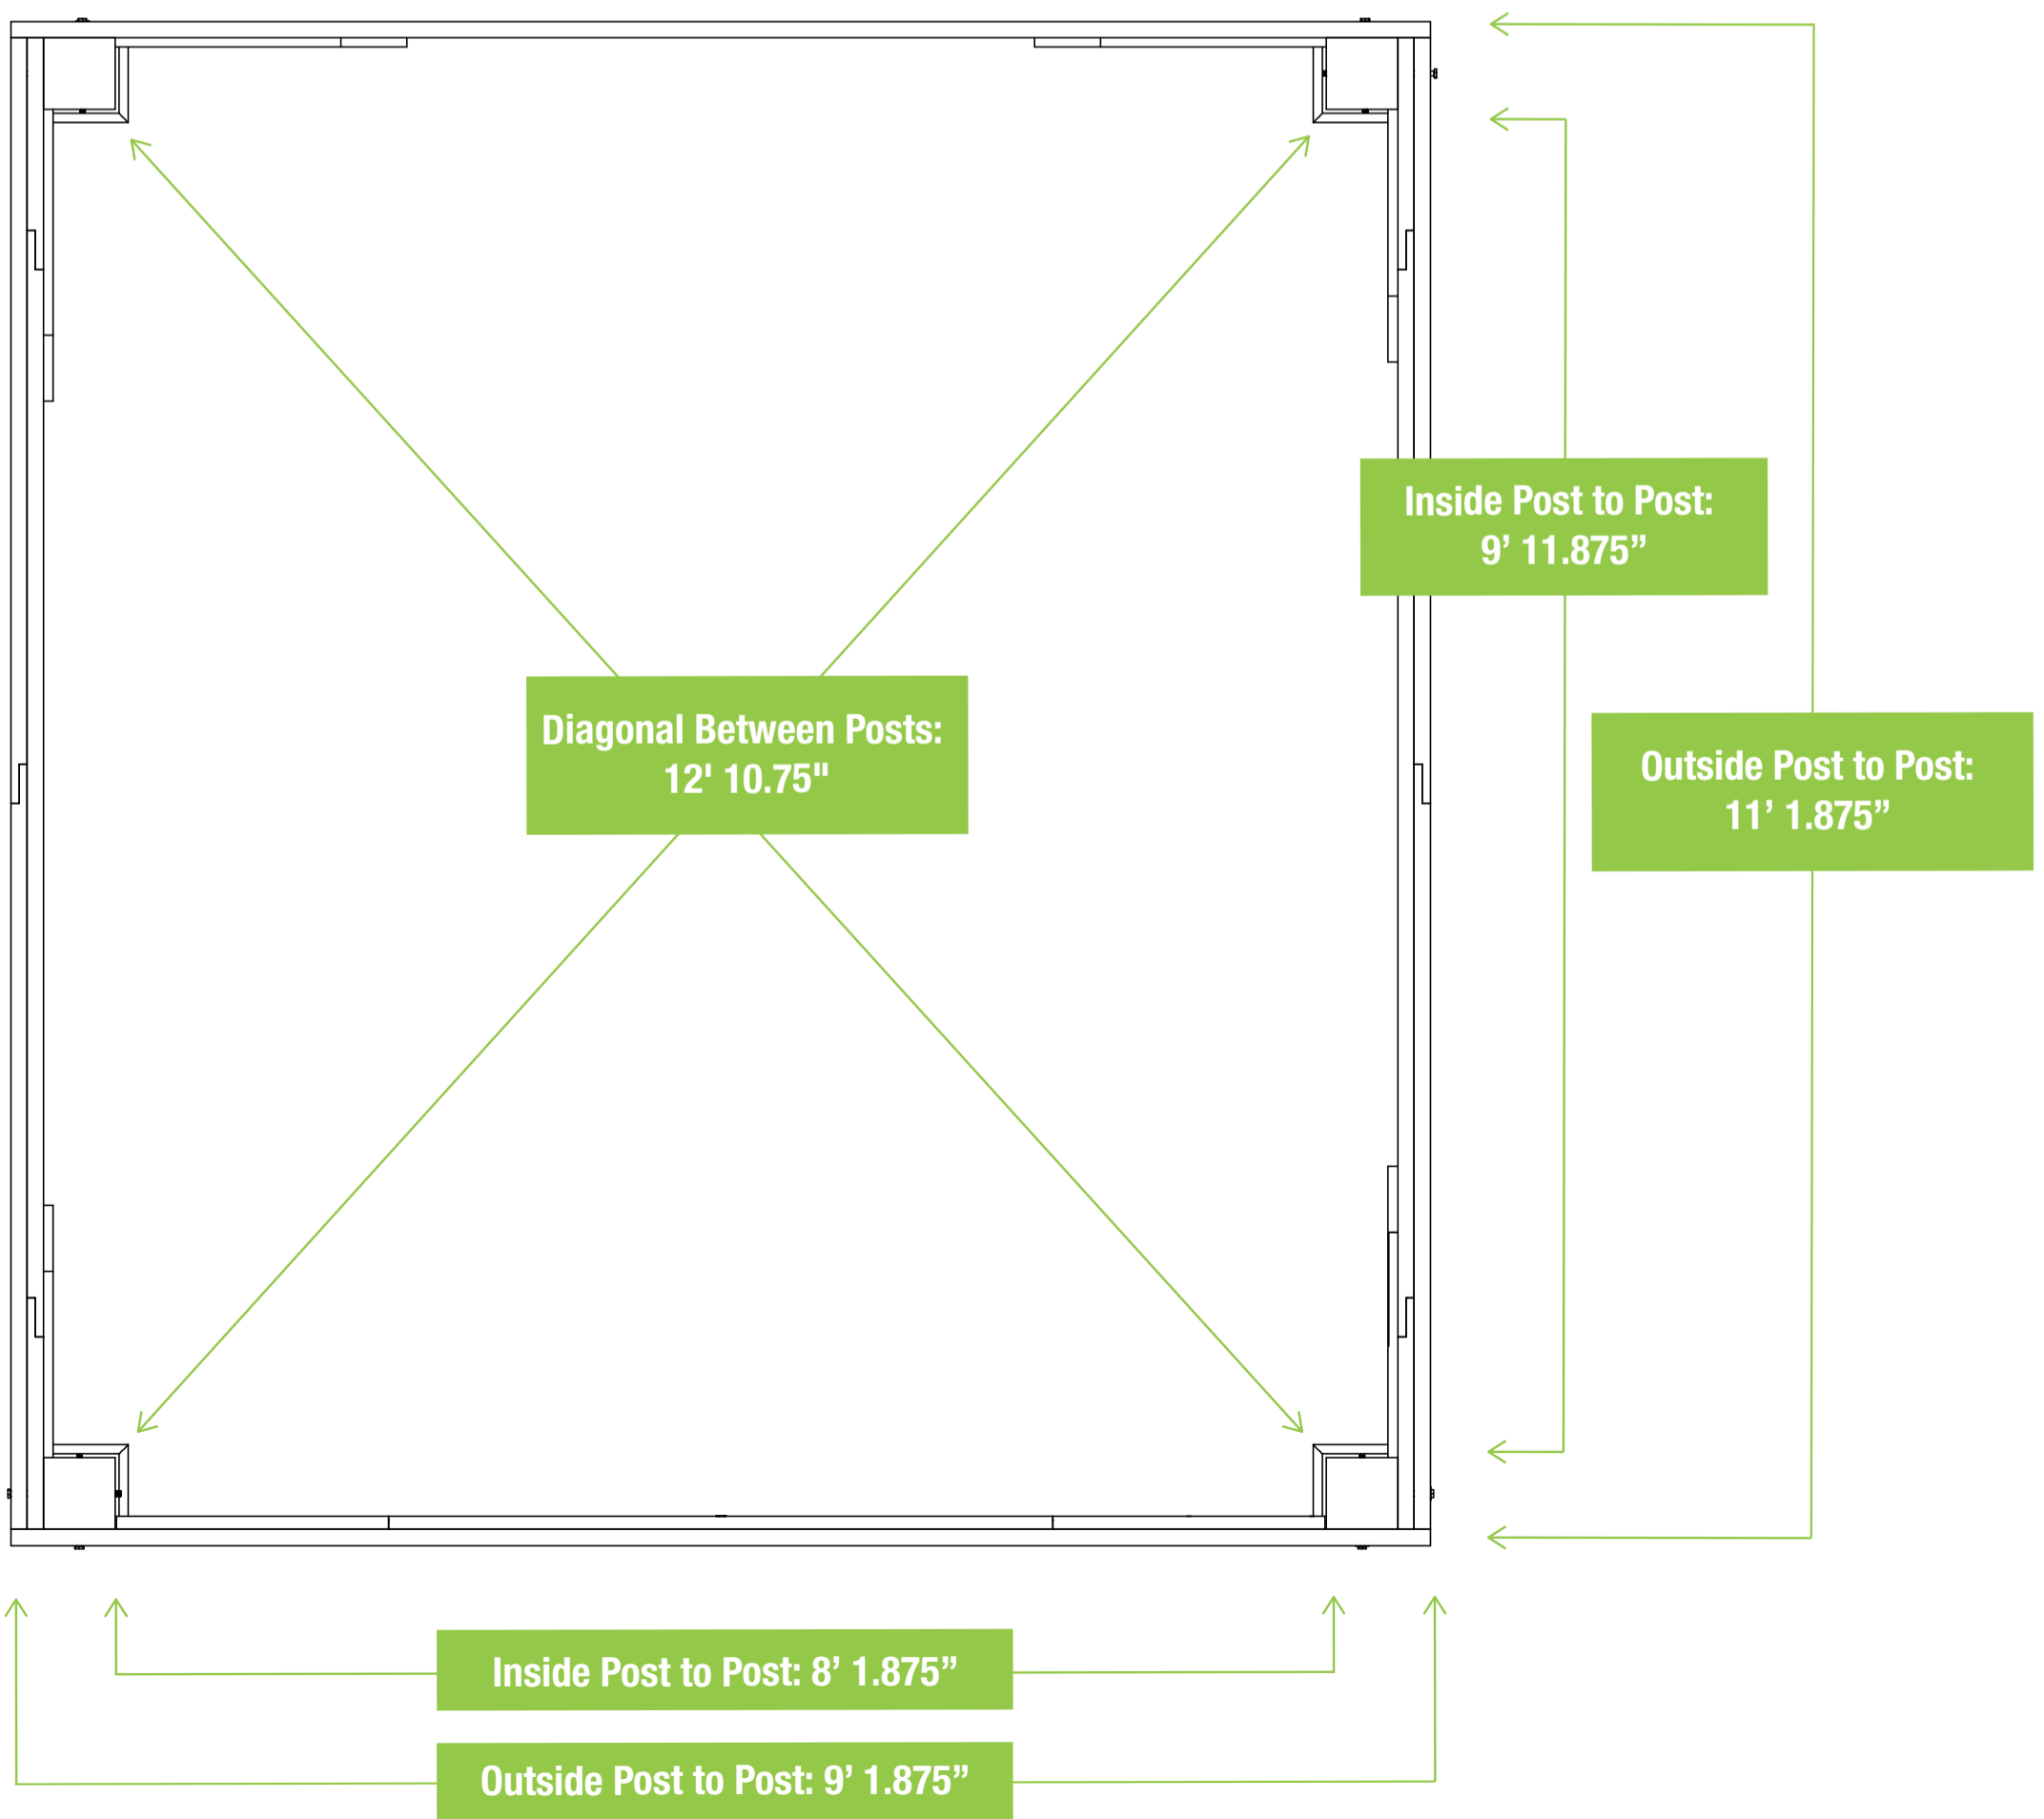 Inside Post to Post:
9’ 11.875”
Diagonal Between Posts:
12' 10.75"
Outside Post to Post:
11’ 1.875”
Inside Post to Post: 8’ 1.875”
Outside Post to Post: 9’ 1.875”